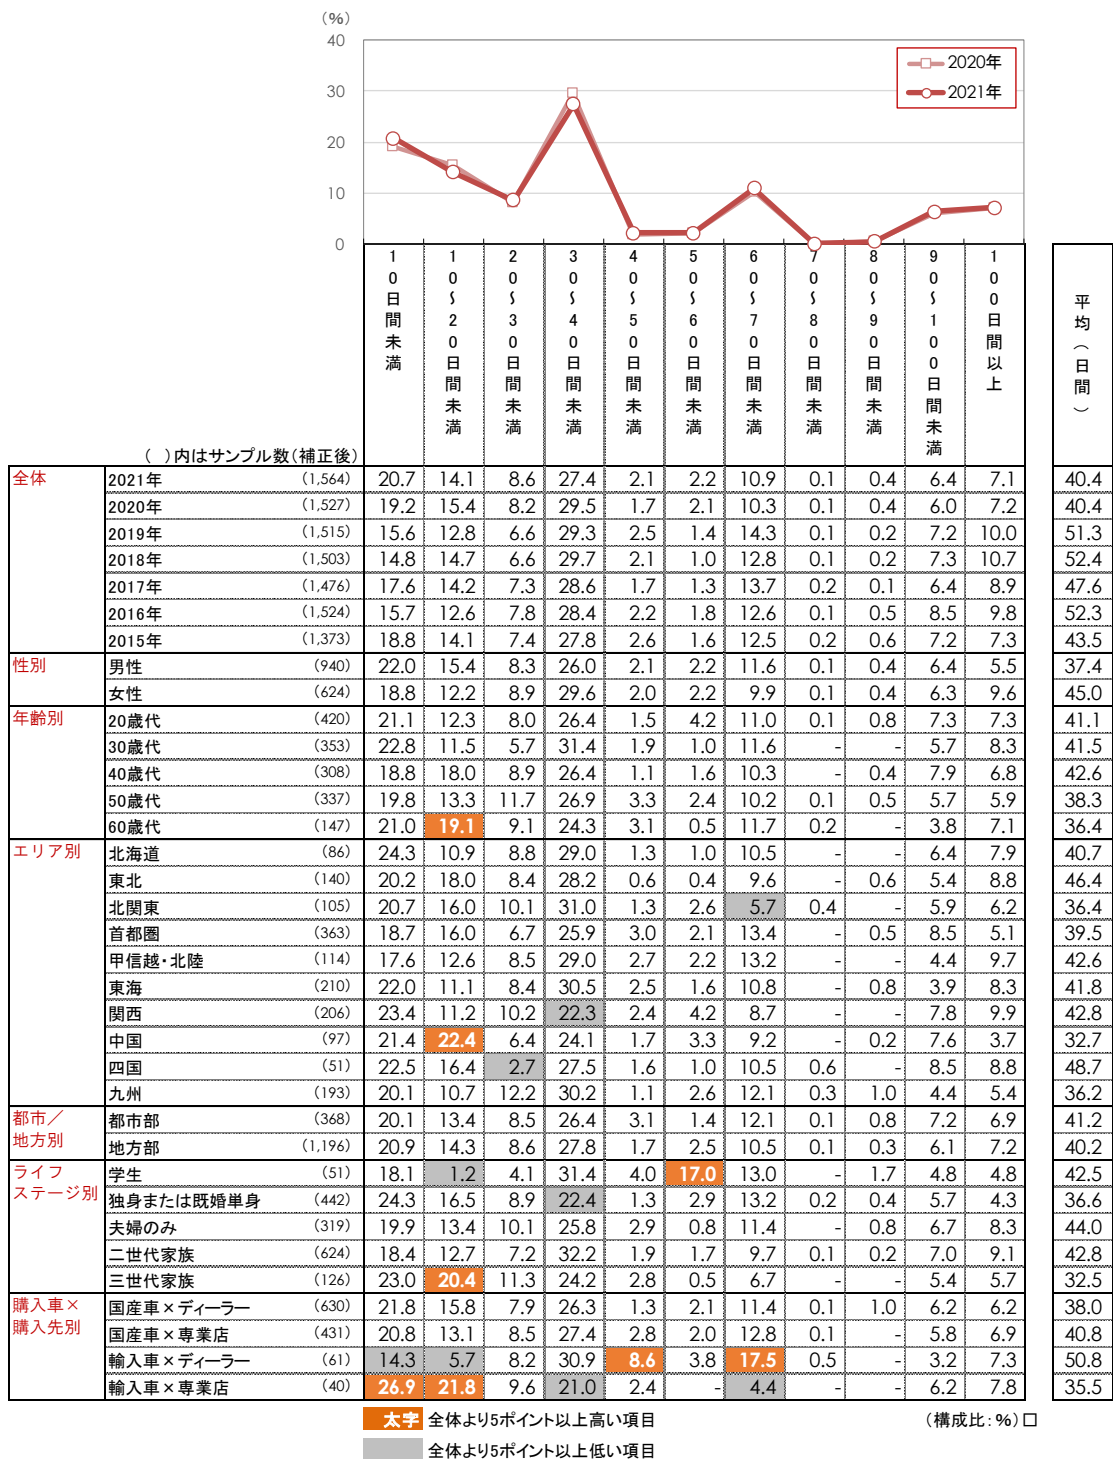 (%)
40
30
20
10
0
2020年
2021年
10日間未満
10~20日間未満
20~30日間未満
30~40日間未満
40~50日間未満
50~60日間未満
60~70日間未満
70~80日間未満
80~90日間未満
90~100日間未満
100日間以上
平均(日間)
( )内はサンプル数(補正後)
全体 2021年 (1,564) 20.7 14.1 8.6 27.4 2.1 2.2 10.9 0.1 0.4 6.4 7.1 40.4
2020年 (1,527) 19.2 15.4 8.2 29.5 1.7 2.1 10.3 0.1 0.4 6.0 7.2 40.4
2019年 (1,515) 15.6 12.8 6.6 29.3 2.5 1.4 14.3 0.1 0.2 7.2 10.0 51.3
2018年 (1,503) 14.8 14.7 6.6 29.7 2.1 1.0 12.8 0.1 0.2 7.3 10.7 52.4
2017年 (1,476) 17.6 14.2 7.3 28.6 1.7 1.3 13.7 0.2 0.1 6.4 8.9 47.6
2016年 (1,524) 15.7 12.6 7.8 28.4 2.2 1.8 12.6 0.1 0.5 8.5 9.8 52.3
2015年 (1,373) 18.8 14.1 7.4 27.8 2.6 1.6 12.5 0.2 0.6 7.2 7.3 43.5
性別 男性 (940) 22.0 15.4 8.3 26.0 2.1 2.2 11.6 0.1 0.4 6.4 5.5 37.4
女性 (624) 18.8 12.2 8.9 29.6 2.0 2.2 9.9 0.1 0.4 6.3 9.6 45.0
年齢別 20歳代 (420) 21.1 12.3 8.0 26.4 1.5 4.2 11.0 0.1 0.8 7.3 7.3 41.1
30歳代 (353) 22.8 11.5 5.7 31.4 1.9 1.0 11.6 - - 5.7 8.3 41.5
40歳代 (308) 18.8 18.0 8.9 26.4 1.1 1.6 10.3 - 0.4 7.9 6.8 42.6
50歳代 (337) 19.8 13.3 11.7 26.9 3.3 2.4 10.2 0.1 0.5 5.7 5.9 38.3
60歳代 (147) 21.0 19.1 9.1 24.3 3.1 0.5 11.7 0.2 - 3.8 7.1 36.4
エリア別 北海道 (86) 24.3 10.9 8.8 29.0 1.3 1.0 10.5 - - 6.4 7.9 40.7
東北 (140) 20.2 18.0 8.4 28.2 0.6 0.4 9.6 - 0.6 5.4 8.8 46.4
北関東 (105) 20.7 16.0 10.1 31.0 1.3 2.6 5.7 0.4 - 5.9 6.2 36.4
首都圏 (363) 18.7 16.0 6.7 25.9 3.0 2.1 13.4 - 0.5 8.5 5.1 39.5
甲信越・北陸 (114) 17.6 12.6 8.5 29.0 2.7 2.2 13.2 - - 4.4 9.7 42.6
東海 (210) 22.0 11.1 8.4 30.5 2.5 1.6 10.8 - 0.8 3.9 8.3 41.8
関西 (206) 23.4 11.2 10.2 22.3 2.4 4.2 8.7 - - 7.8 9.9 42.8
中国 (97) 21.4 22.4 6.4 24.1 1.7 3.3 9.2 - 0.2 7.6 3.7 32.7
四国 (51) 22.5 16.4 2.7 27.5 1.6 1.0 10.5 0.6 - 8.5 8.8 48.7
九州 (193) 20.1 10.7 12.2 30.2 1.1 2.6 12.1 0.3 1.0 4.4 5.4 36.2
都市/ 都市部 (368) 20.1 13.4 8.5 26.4 3.1 1.4 12.1 0.1 0.8 7.2 6.9 41.2
地方別 地方部 (1,196) 20.9 14.3 8.6 27.8 1.7 2.5 10.5 0.1 0.3 6.1 7.2 40.2
ライフ 学生 (51) 18.1 1.2 4.1 31.4 4.0 17.0 13.0 - 1.7 4.8 4.8 42.5
ステージ別 独身または既婚単身 (442) 24.3 16.5 8.9 22.4 1.3 2.9 13.2 0.2 0.4 5.7 4.3 36.6
夫婦のみ (319) 19.9 13.4 10.1 25.8 2.9 0.8 11.4 - 0.8 6.7 8.3 44.0
二世代家族 (624) 18.4 12.7 7.2 32.2 1.9 1.7 9.7 0.1 0.2 7.0 9.1 42.8
三世代家族 (126) 23.0 20.4 11.3 24.2 2.8 0.5 6.7 - - 5.4 5.7 32.5
購入車× 国産車×ディーラー (630) 21.8 15.8 7.9 26.3 1.3 2.1 11.4 0.1 1.0 6.2 6.2 38.0
購入先別 国産車×専業店 (431) 20.8 13.1 8.5 27.4 2.8 2.0 12.8 0.1 - 5.8 6.9 40.8
輸入車×ディーラー (61) 14.3 5.7 8.2 30.9 8.6 3.8 17.5 0.5 - 3.2 7.3 50.8
輸入車×専業店 (40) 26.9 21.8 9.6 21.0 2.4 - 4.4 - - 6.2 7.8 35.5
太字 全体より5ポイント以上高い項目 (構成比:%)□
全体より5ポイント以上低い項目